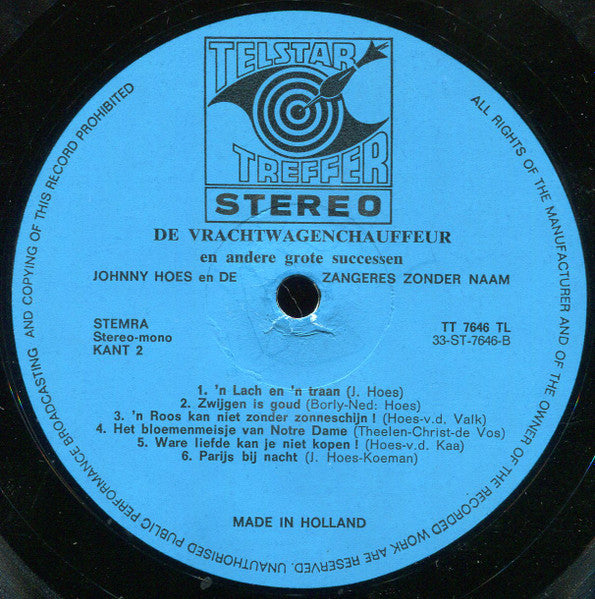 TELSTAR
TREFFER
STEREO
DE VRACHTWAGENCHAUFFEUR
en andere grote successen
JOHNNY HOES en DE ZANGERES ZONDER NAAM
STEMRA
Stereo-mono
KANT 2
TT 7646 TL
33-ST-7646-B
1. 'n Lach en 'n traan (J. Hoes)
2. Zwijgen is goud (Borly-Ned: Hoes)
3. 'n Roos kan niet zonder zonneschijn ! (Hoes-v.d. Valk)
4. Het bloemenmeisje van Notre Dame (Theelen-Christ-de Vos)
5. Ware liefde kan je niet kopen ! (Hoes-v.d. Kaa)
6. Parijs bij nacht (J. Hoes-Koeman)
MADE IN HOLLAND
ALL RIGHTS OF THE MANUFACTURER AND OF THE OWNER OF THE RECORDED WORK ARE RESERVED. UNAUTHORISED PUBLIC PERFORMANCE BROADCASTING AND COPYING OF THIS RECORD PROHIBITED